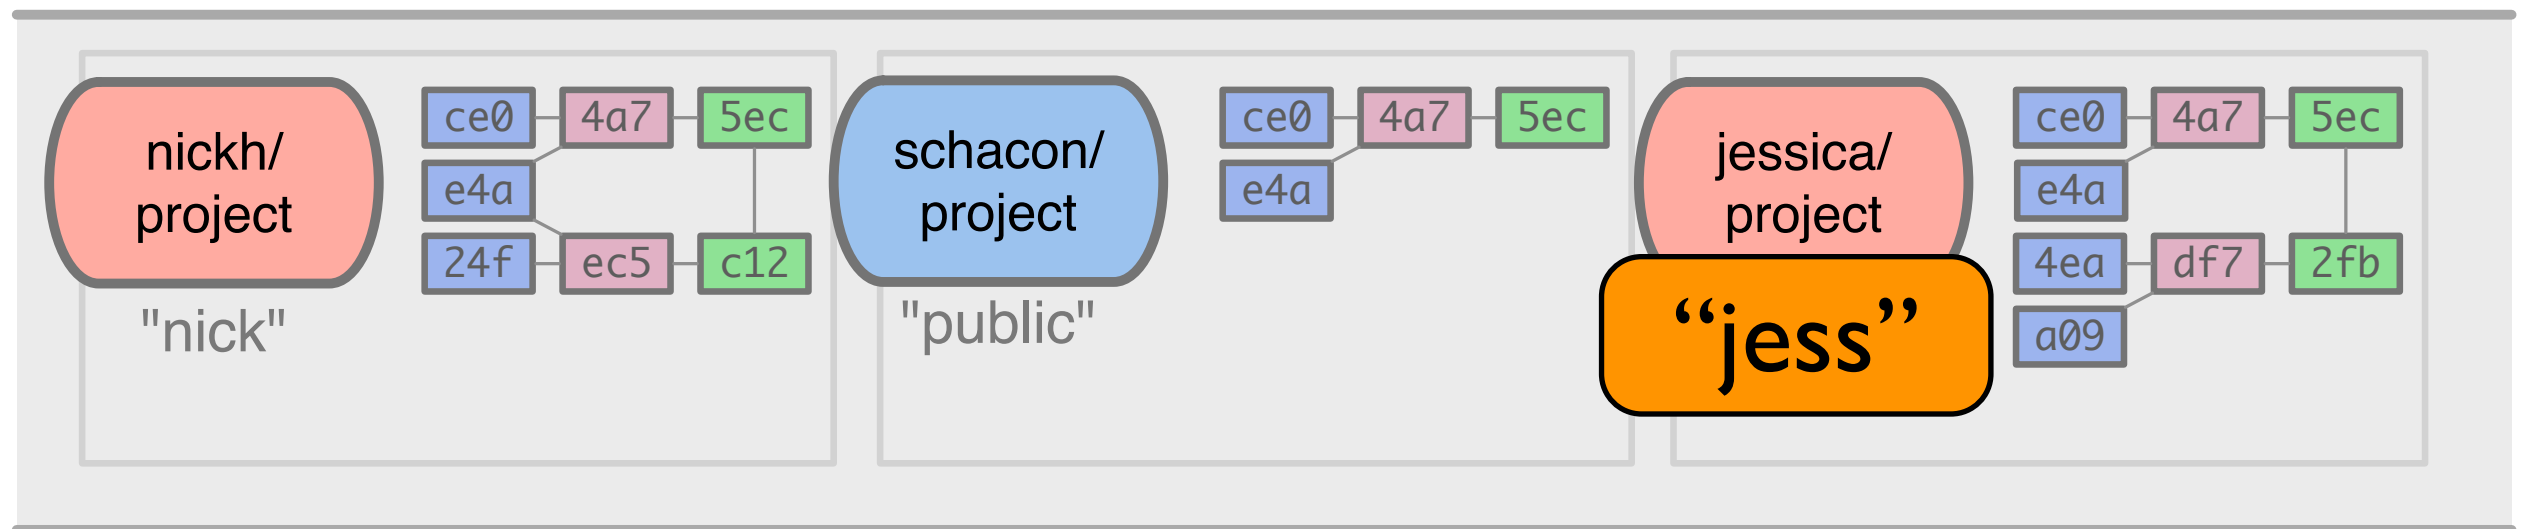 nickh/
project
"nick"
ce0 4a7 5ec
e4a
24f ec5 c12
schacon/
project
"public"
ce0 4a7 5ec
e4a
jessica/
project
“jess”
ce0 4a7 5ec
e4a
4ea df7 2fb
a09